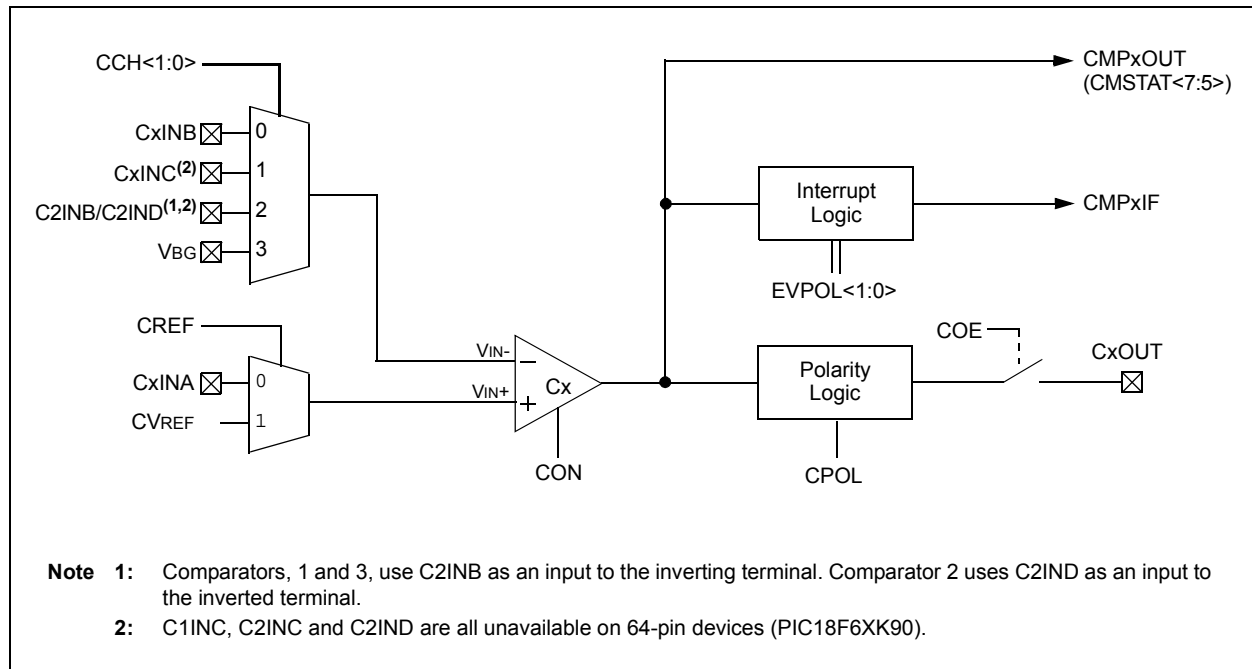 CCH<1:0>
CxINB
0
CxINC(2)
1
C2INB/C2IND(1,2)
2
VBG
3
CMPxOUT
(CMSTAT<7:5>)
Interrupt
Logic
CMPxIF
EVPOL<1:0>
CREF
CxINA
0
CVREF
1
VIN-
–
VIN+
+
Cx
CON
Polarity
Logic
CPOL
COE
CxOUT
Note 1: Comparators, 1 and 3, use C2INB as an input to the inverting terminal. Comparator 2 uses C2IND as an input to
the inverted terminal.
2: C1INC, C2INC and C2IND are all unavailable on 64-pin devices (PIC18F6XK90).